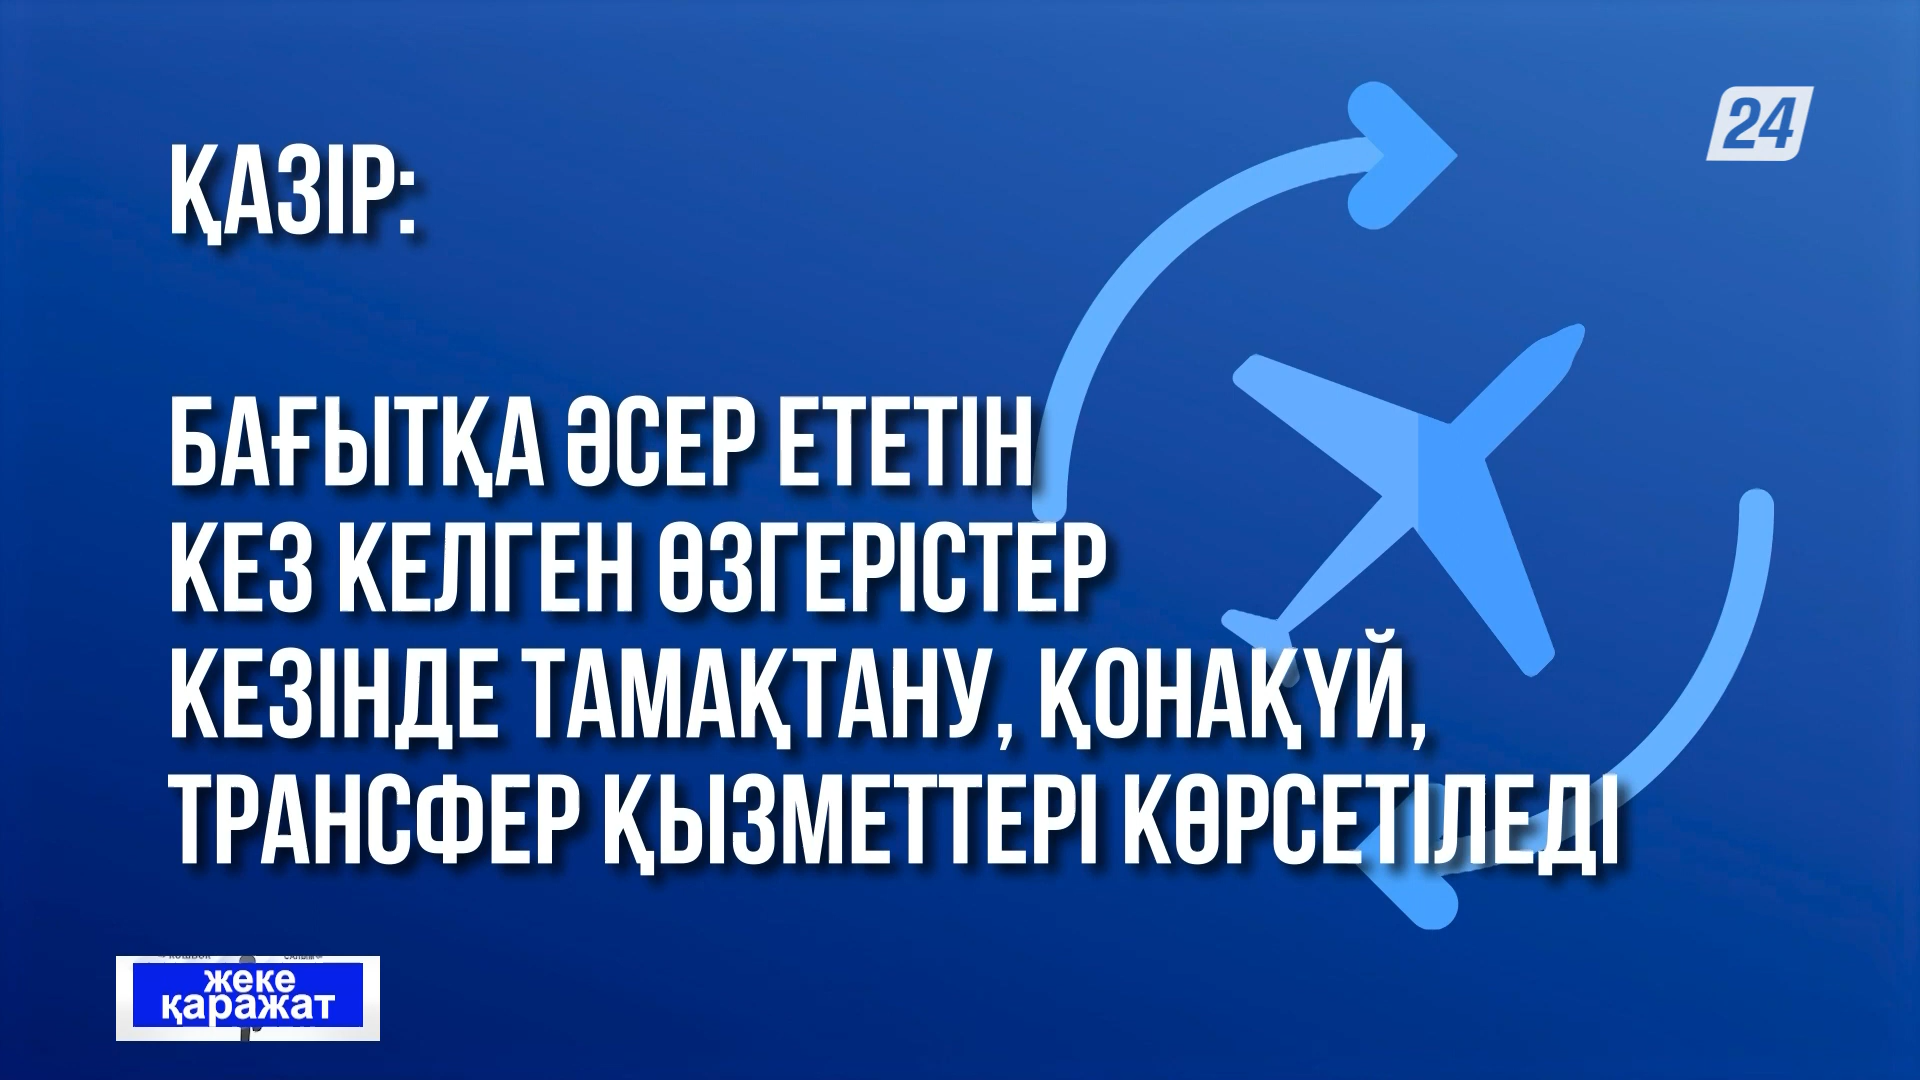 24
ҚАЗІР:
БАҒЫТҚА ӘСЕР ЕТЕТІН
КЕЗ КЕЛГЕН ӨЗГЕРІСТЕР
КЕЗІНДЕ ТАМАҚТАНУ, ҚОНАҚҮЙ,
ТРАНСФЕР ҚЫЗМЕТТЕРІ КӨРСЕТІЛЕДІ
жеке
қаражат